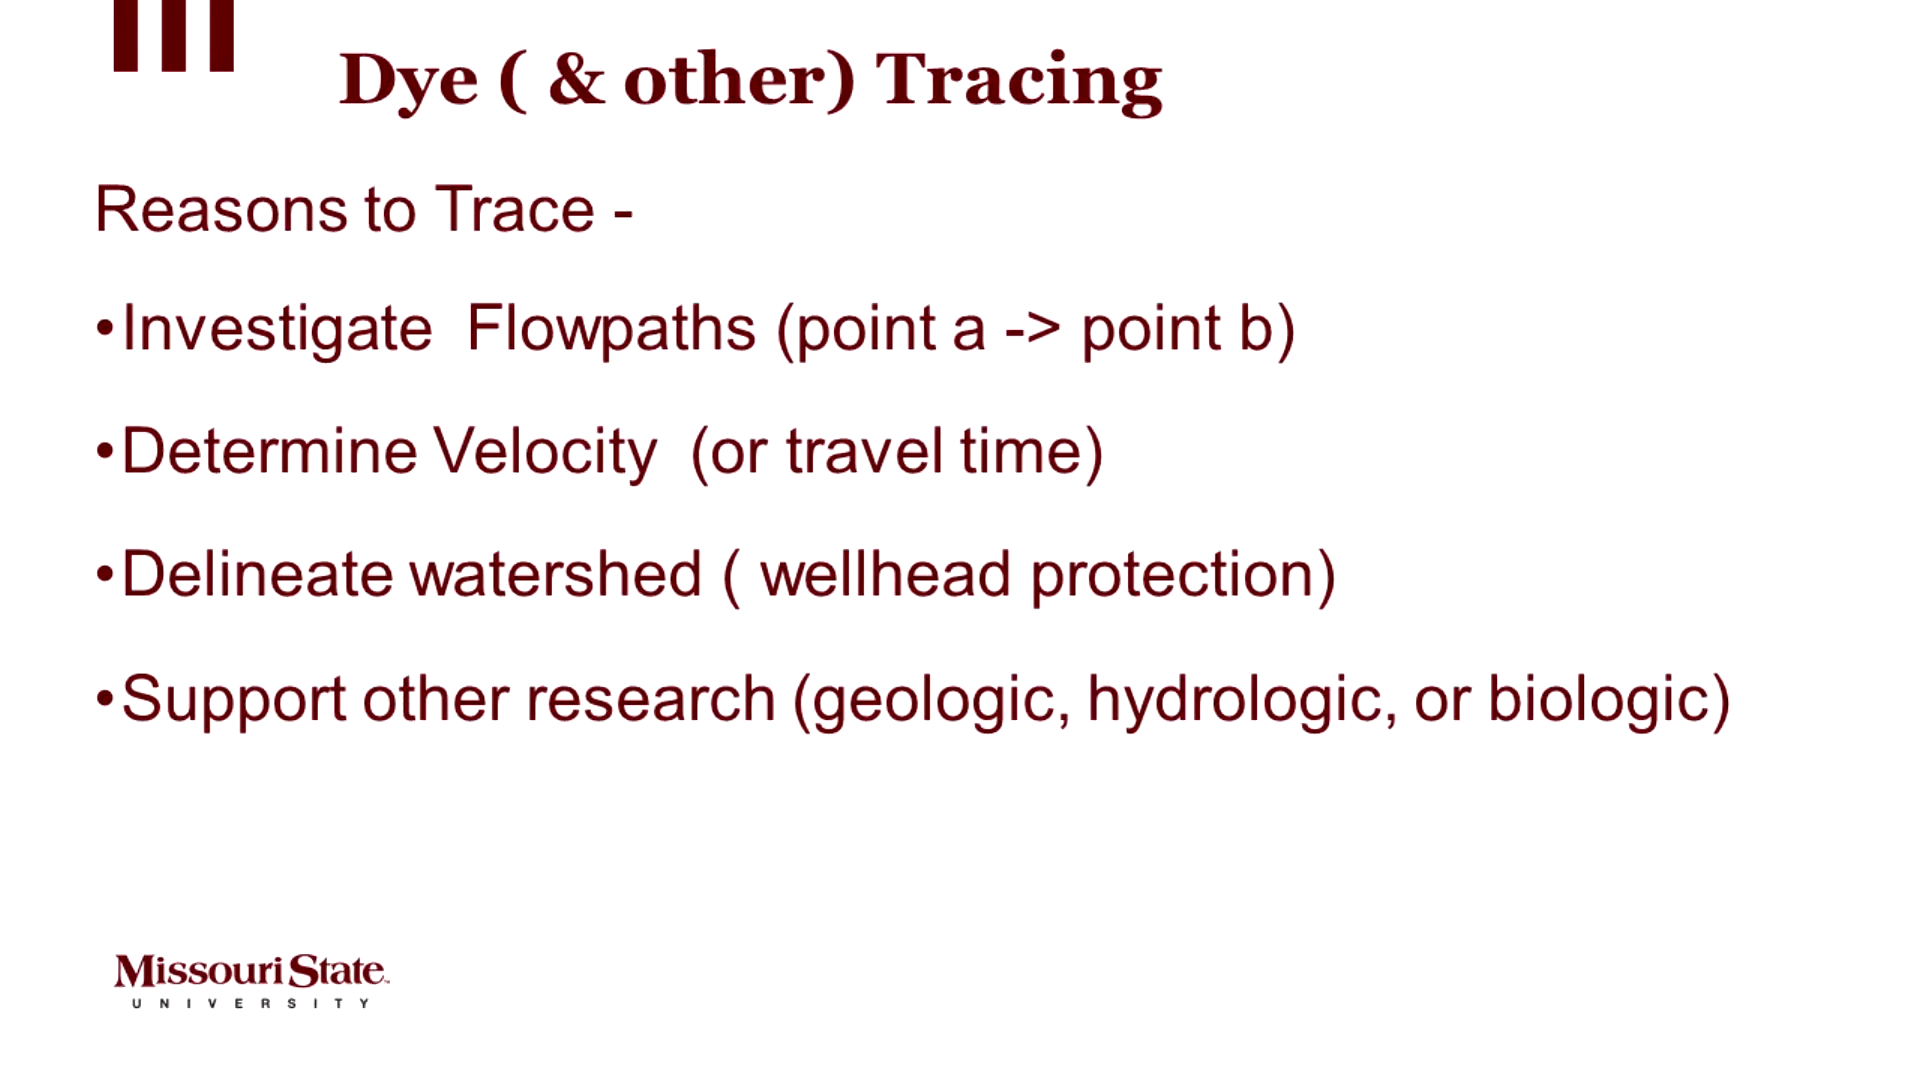 Dye ( & other) Tracing
Reasons to Trace -
•Investigate  Flowpaths (point a -> point b)
•Determine Velocity  (or travel time)
•Delineate watershed ( wellhead protection)
•Support other research (geologic, hydrologic, or biologic)
Missouri State™
UNIVERSITY